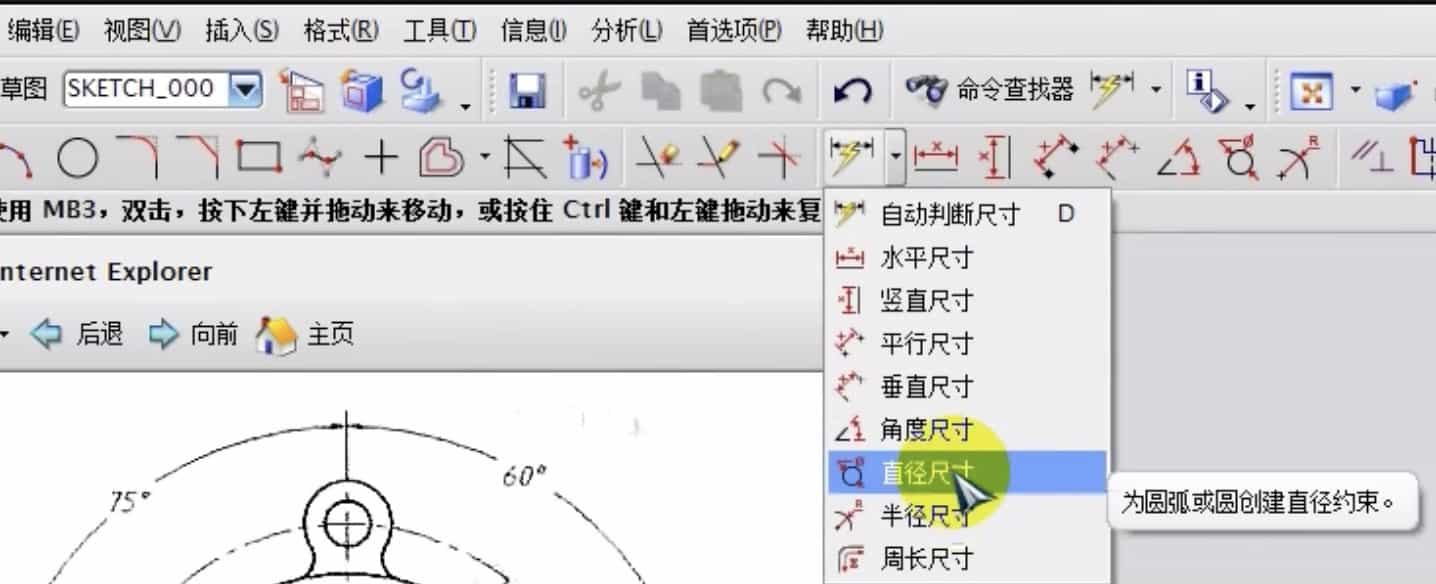 编辑(E) 视图(V) 插入(S) 格式(R) 工具(T) 信息(I) 分析(L) 首选项(P) 帮助(H)
草图 SKETCH_000 命令查找器
使用 MB3，双击，按下左键并拖动来移动，或按住 Ctrl 键和左键拖动来复
自动判断尺寸 D
水平尺寸
nternet Explorer
竖直尺寸
后退 向前 主页
平行尺寸
垂直尺寸
角度尺寸
直径尺寸
为圆弧或圆创建直径约束。
半径尺寸
周长尺寸
75°
60°